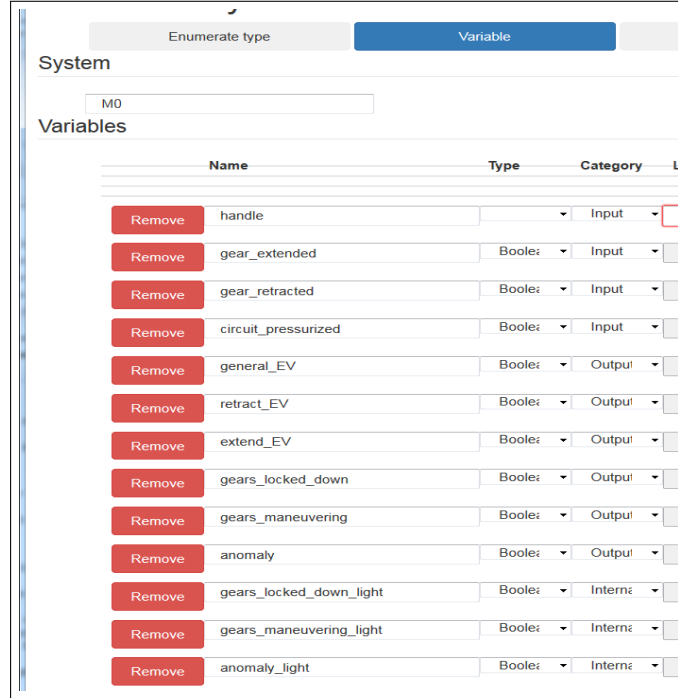 Enumerate type Variable
System
M0
Variables
Name Type Category
Remove handle Input
Remove gear_extended Boolea Input
Remove gear_retracted Boolea Input
Remove circuit_pressurized Boolea Input
Remove general_EV Boolea Output
Remove retract_EV Boolea Output
Remove extend_EV Boolea Output
Remove gears_locked_down Boolea Output
Remove gears_maneuvering Boolea Output
Remove anomaly Boolea Output
Remove gears_locked_down_light Boolea Interna
Remove gears_maneuvering_light Boolea Interna
Remove anomaly_light Boolea Interna